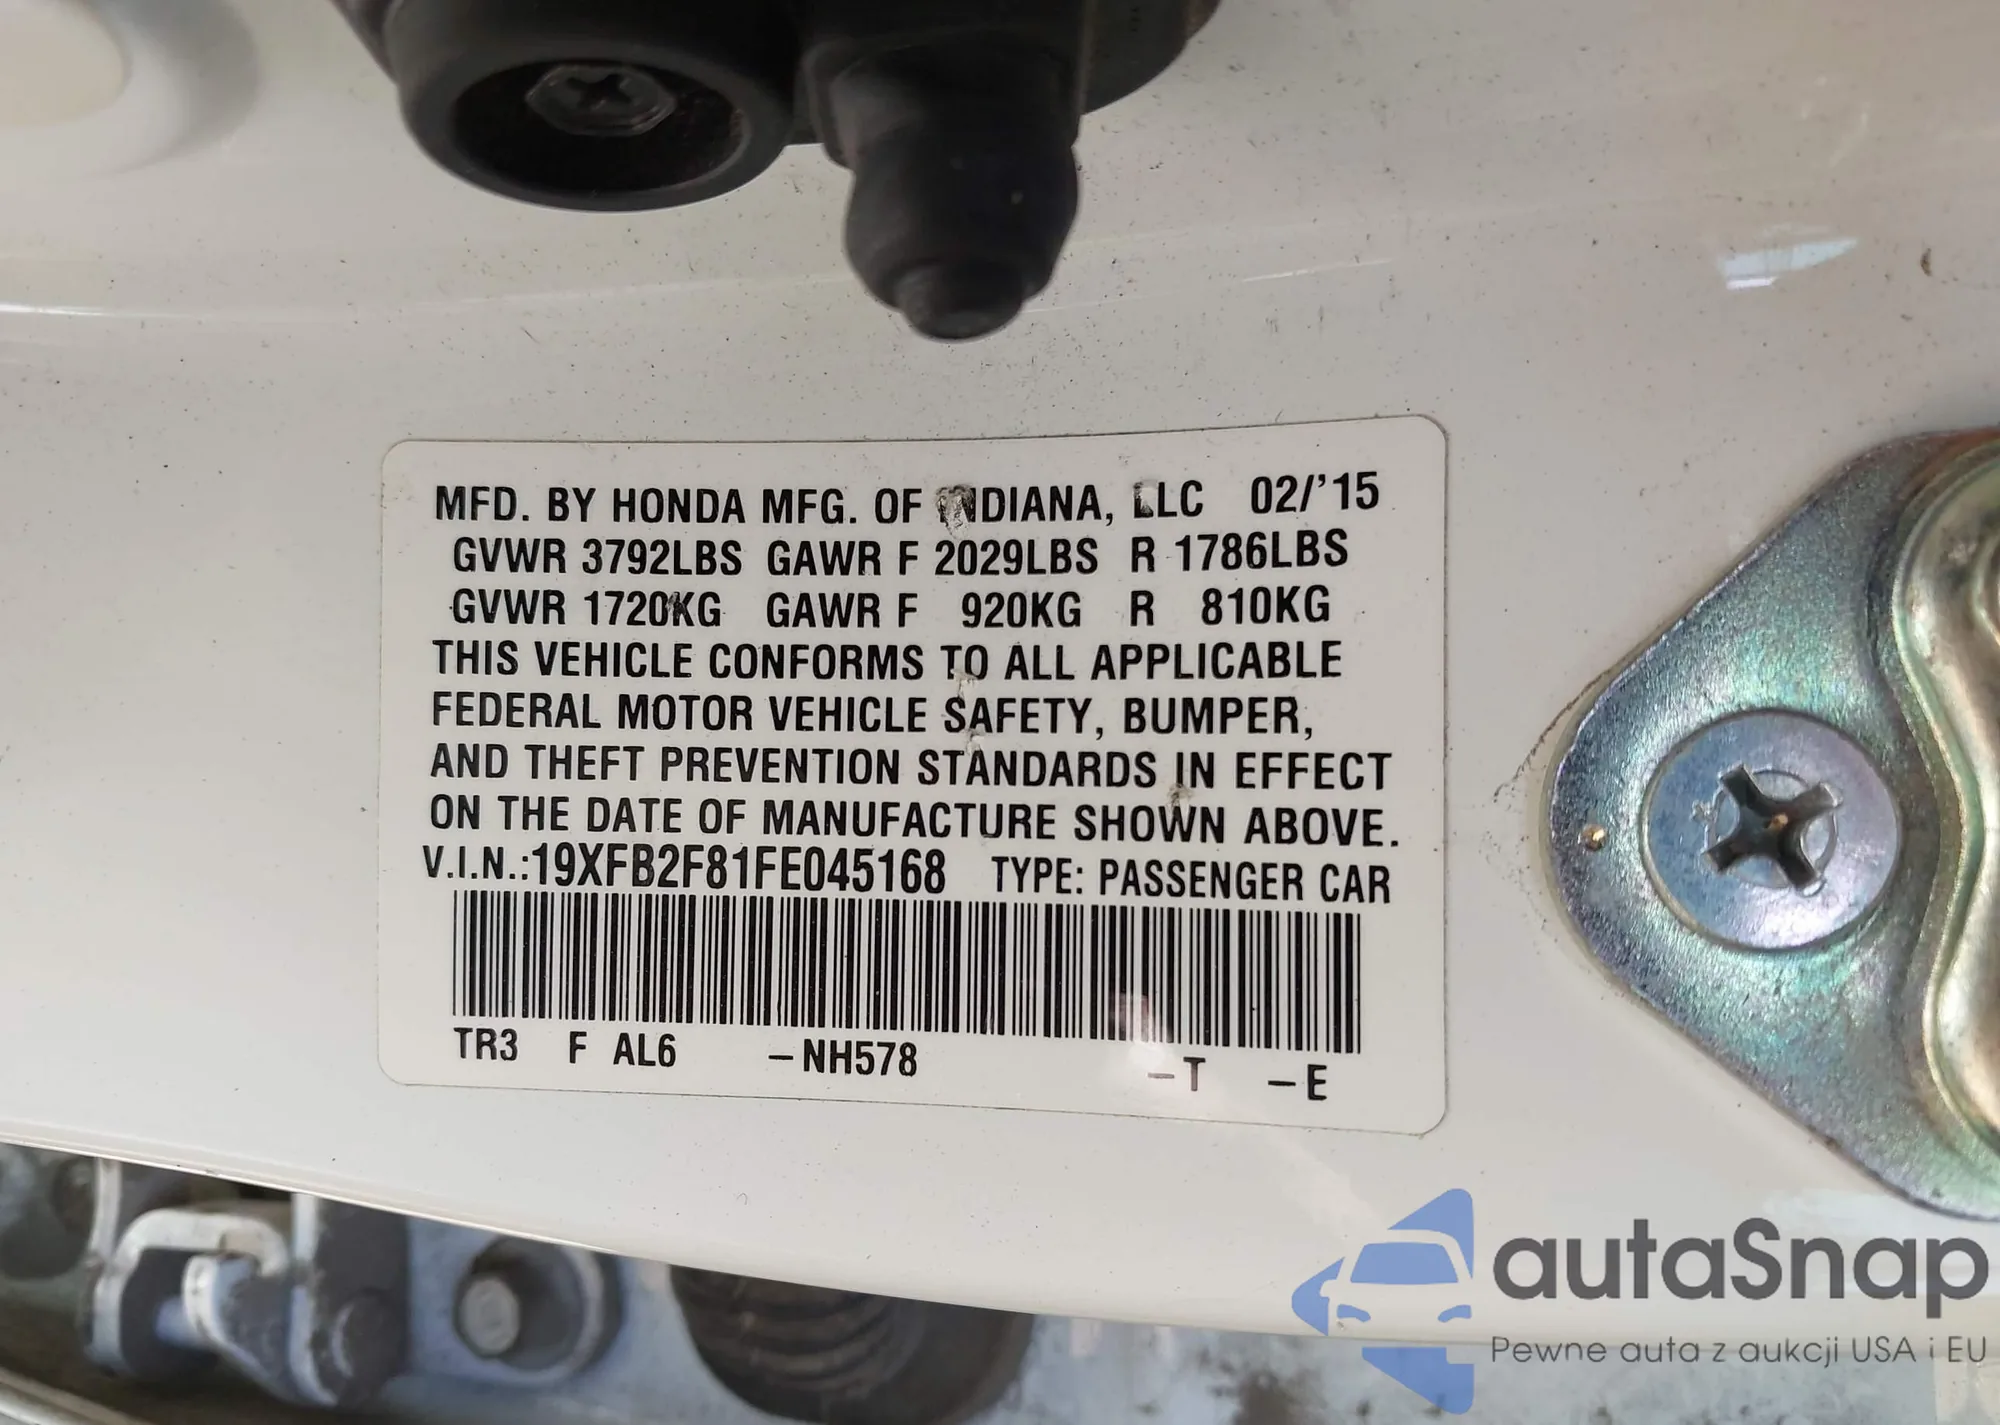 MFD. BY HONDA MFG. OF INDIANA, LLC 02/'15
GVWR 3792LBS GAWR F 2029LBS R 1786LBS
GVWR 1720KG GAWR F 920KG R 810KG
THIS VEHICLE CONFORMS TO ALL APPLICABLE
FEDERAL MOTOR VEHICLE SAFETY, BUMPER,
AND THEFT PREVENTION STANDARDS IN EFFECT
ON THE DATE OF MANUFACTURE SHOWN ABOVE.
V.I.N.:19XFB2F81FE045168 TYPE: PASSENGER CAR
TR3 F AL6 –NH578 –T –E
autaSnap
Pewne auta z aukcji USA i EU